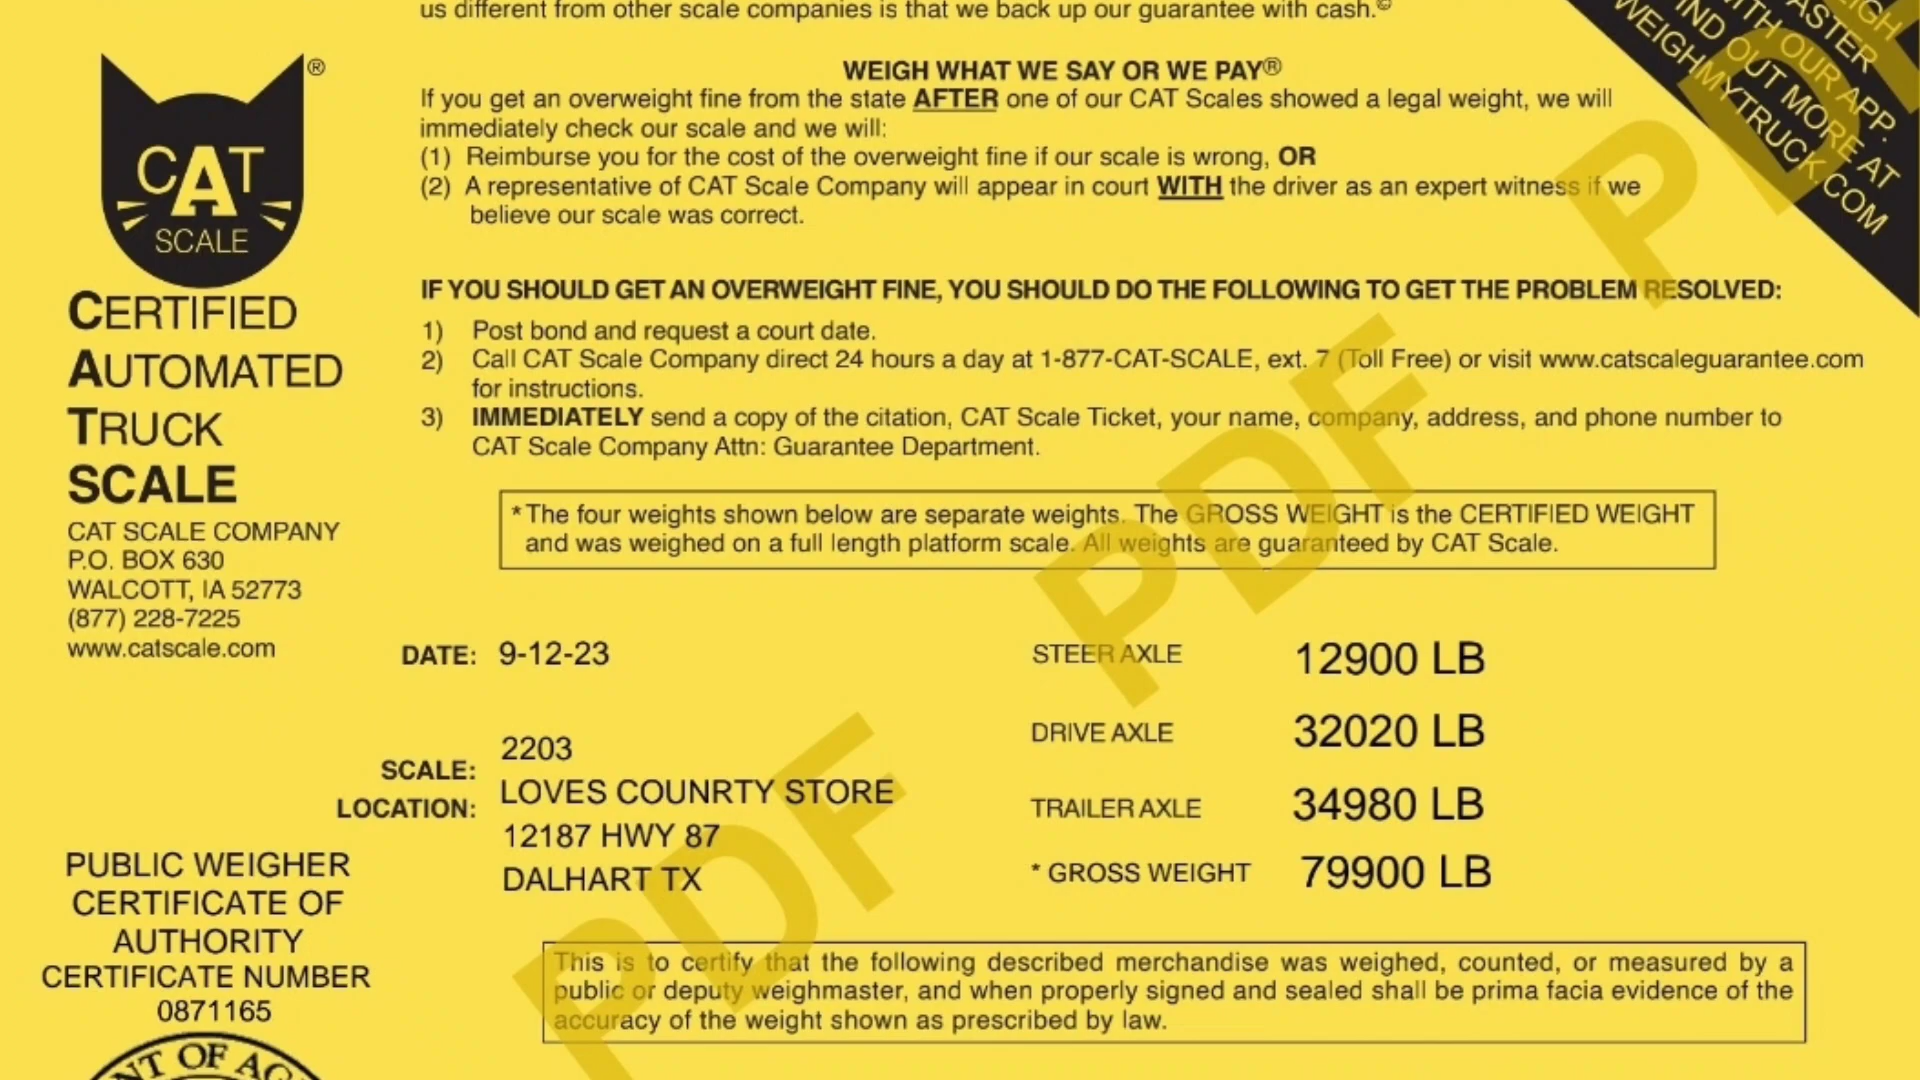 us different from other scale companies is that we back up our guarantee with cash.©
WEIGH WHAT WE SAY OR WE PAY®
If you get an overweight fine from the state AFTER one of our CAT Scales showed a legal weight, we will
immediately check our scale and we will:
(1) Reimburse you for the cost of the overweight fine if our scale is wrong, OR
(2) A representative of CAT Scale Company will appear in court WITH the driver as an expert witness if we
believe our scale was correct.
IF YOU SHOULD GET AN OVERWEIGHT FINE, YOU SHOULD DO THE FOLLOWING TO GET THE PROBLEM RESOLVED:
1) Post bond and request a court date.
2) Call CAT Scale Company direct 24 hours a day at 1-877-CAT-SCALE, ext. 7 (Toll Free) or visit www.catscaleguarantee.com
for instructions.
3) IMMEDIATELY send a copy of the citation, CAT Scale Ticket, your name, company, address, and phone number to
CAT Scale Company Attn: Guarantee Department.
*The four weights shown below are separate weights. The GROSS WEIGHT is the CERTIFIED WEIGHT
and was weighed on a full length platform scale. All weights are guaranteed by CAT Scale.
CAT
SCALE
®
CERTIFIED
AUTOMATED
TRUCK
SCALE
CAT SCALE COMPANY
P.O. BOX 630
WALCOTT, IA 52773
(877) 228-7225
www.catscale.com
DATE: 9-12-23
SCALE: 2203
LOCATION: LOVES COUNRTY STORE
12187 HWY 87
DALHART TX
STEER AXLE 12900 LB
DRIVE AXLE 32020 LB
TRAILER AXLE 34980 LB
* GROSS WEIGHT 79900 LB
PUBLIC WEIGHER
CERTIFICATE OF
AUTHORITY
CERTIFICATE NUMBER
0871165
This is to certify that the following described merchandise was weighed, counted, or measured by a
public or deputy weighmaster, and when properly signed and sealed shall be prima facia evidence of the
accuracy of the weight shown as prescribed by law.
OUR APP.
FIND OUT MORE AT
WEIGHMYTRUCK.COM
OF
PDF
PDF